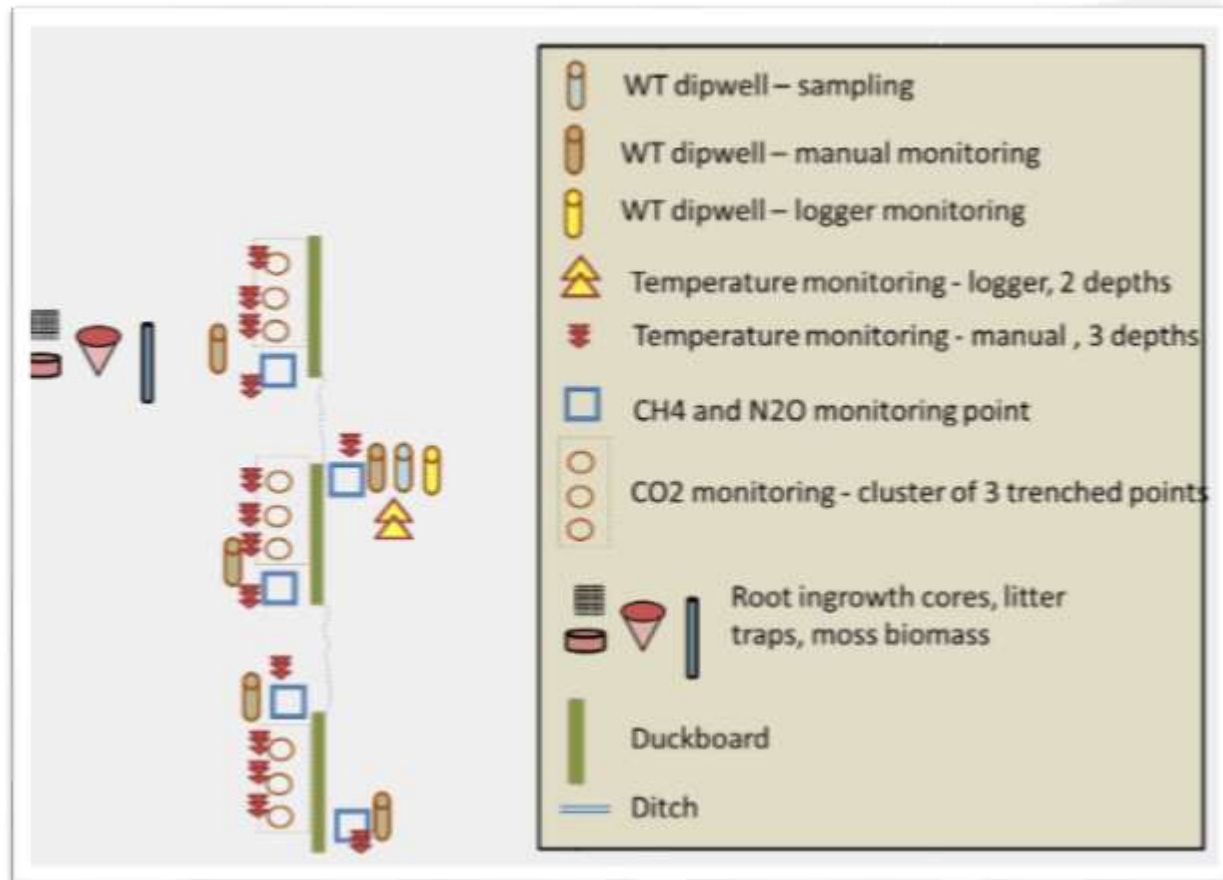 WT dipwell – sampling
WT dipwell – manual monitoring
WT dipwell – logger monitoring
Temperature monitoring - logger, 2 depths
Temperature monitoring - manual , 3 depths
CH4 and N2O monitoring point
CO2 monitoring - cluster of 3 trenched points
Root ingrowth cores, litter
traps, moss biomass
Duckboard
Ditch